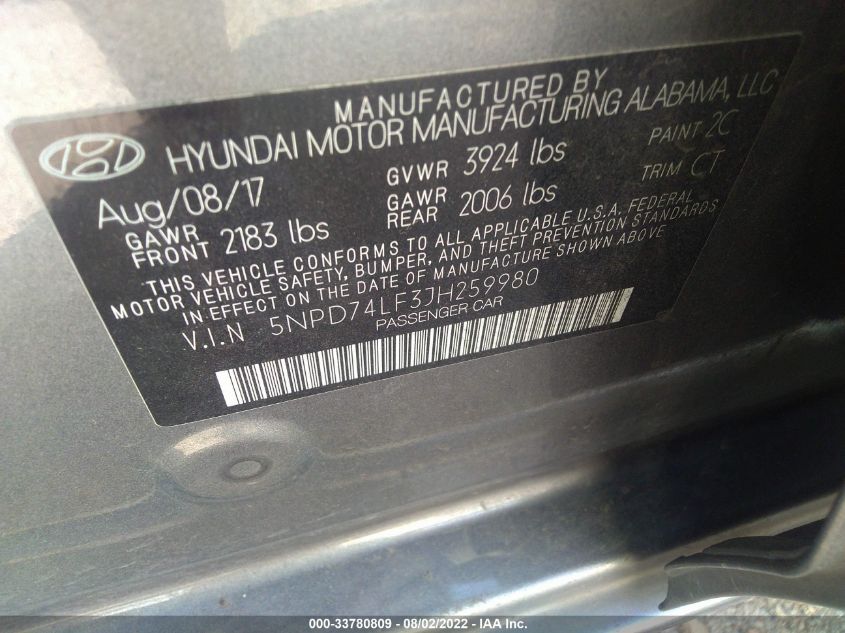 MANUFACTURED BY
HYUNDAI MOTOR MANUFACTURING ALABAMA, LLC
Aug/08/17 GVWR 3924 lbs PAINT 2C
GAWR FRONT 2183 lbs GAWR REAR 2006 lbs TRIM CT
THIS VEHICLE CONFORMS TO ALL APPLICABLE U.S.A. FEDERAL
MOTOR VEHICLE SAFETY, BUMPER, AND THEFT PREVENTION STANDARDS
IN EFFECT ON THE DATE OF MANUFACTURE SHOWN ABOVE
V.I.N 5NPD74LF3JH259980
PASSENGER CAR
000-33780809 - 08/02/2022 - IAA Inc.